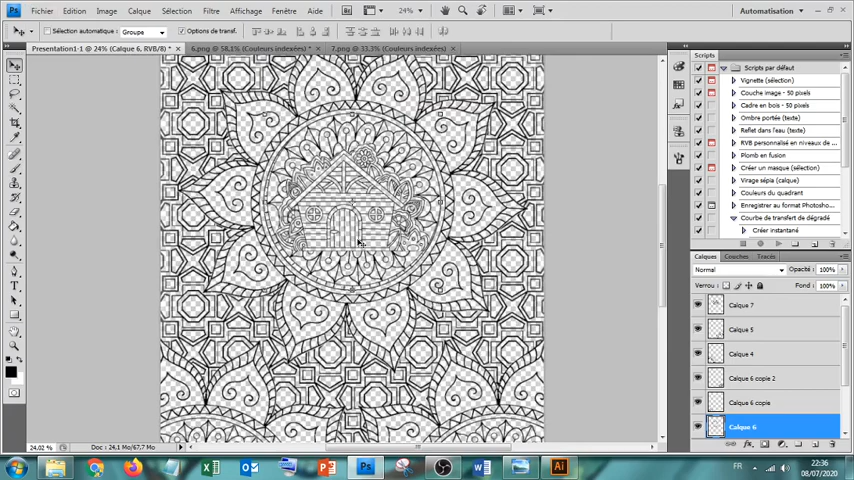 Ps Fichier Edition Image Calque Sélection Filtre Affichage Fenêtre Aide Br 24% Automatisation
Sélection automatique : Groupe Options de transf.
Presentation1-1 @ 24% (Calque 6, RVB/8) * 6.png @ 58,1% (Couleurs indexées) * 7.png @ 33,3% (Couleurs indexées)
Scripts
Scripts par défaut
Vignette (sélection)
Couche image - 50 pixels
Cadre en bois - 50 pixels
Ombre portée (texte)
Reflet dans l'eau (texte)
RVB personnalisé en niveaux de ...
Plomb en fusion
Créer un masque (sélection)
Virage sépia (calque)
Couleurs du quadrant
Enregistrer au format Photosho...
Courbe de transfert de dégradé
Créer instantané
Calques Couches Tracés
Normal Opacité : 100%
Verrou : Fond : 100%
Calque 7
Calque 5
Calque 4
Calque 6 copie 2
Calque 6 copie
Calque 6
24,02 % Doc : 24,1 Mo/67,7 Mo
Ps Ai FR 22:36
08/07/2020